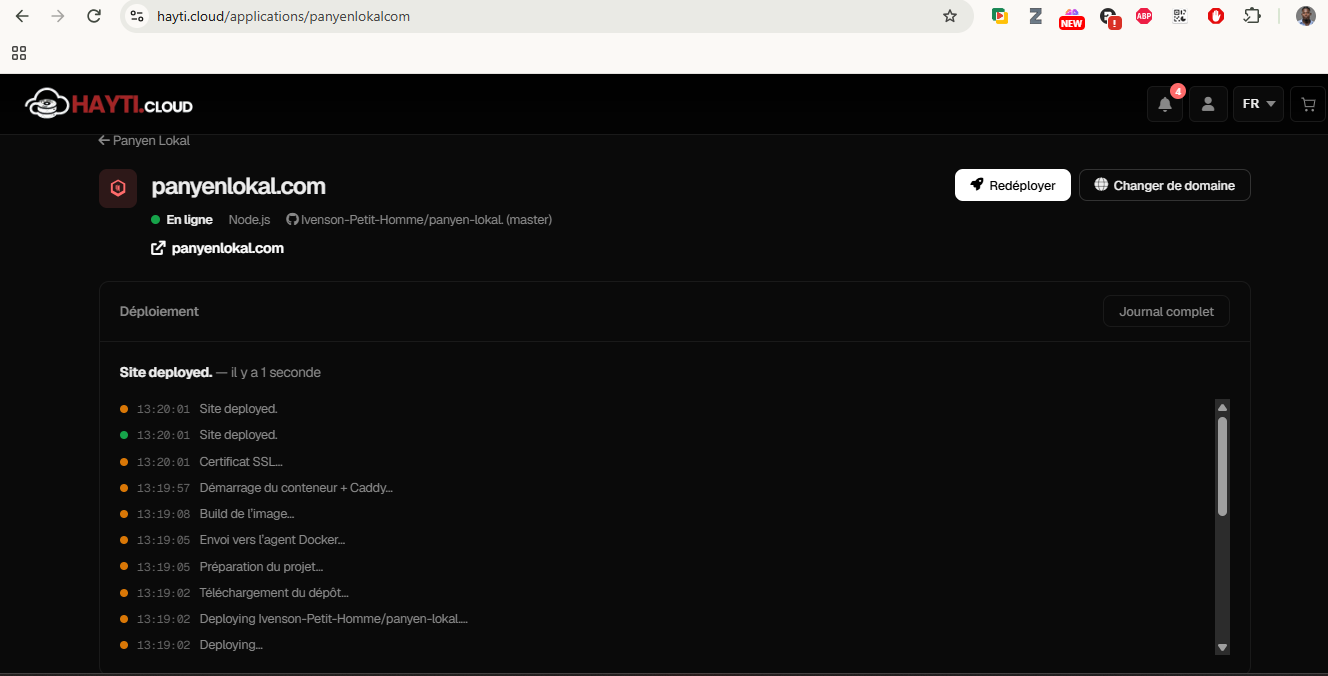 hayti.cloud/applications/panyenlokalcom
NEW
ABP
HAYTI.CLOUD
4
FR
← Panyen Lokal
panyenlokal.com
Redéployer
Changer de domaine
En ligne Node.js Ivenson-Petit-Homme/panyen-lokal. (master)
panyenlokal.com
Déploiement
Journal complet
Site deployed. — il y a 1 seconde
13:20:01 Site deployed.
13:20:01 Site deployed.
13:20:01 Certificat SSL...
13:19:57 Démarrage du conteneur + Caddy...
13:19:08 Build de l'image...
13:19:05 Envoi vers l'agent Docker...
13:19:05 Préparation du projet...
13:19:02 Téléchargement du dépôt...
13:19:02 Deploying Ivenson-Petit-Homme/panyen-lokal....
13:19:02 Deploying...